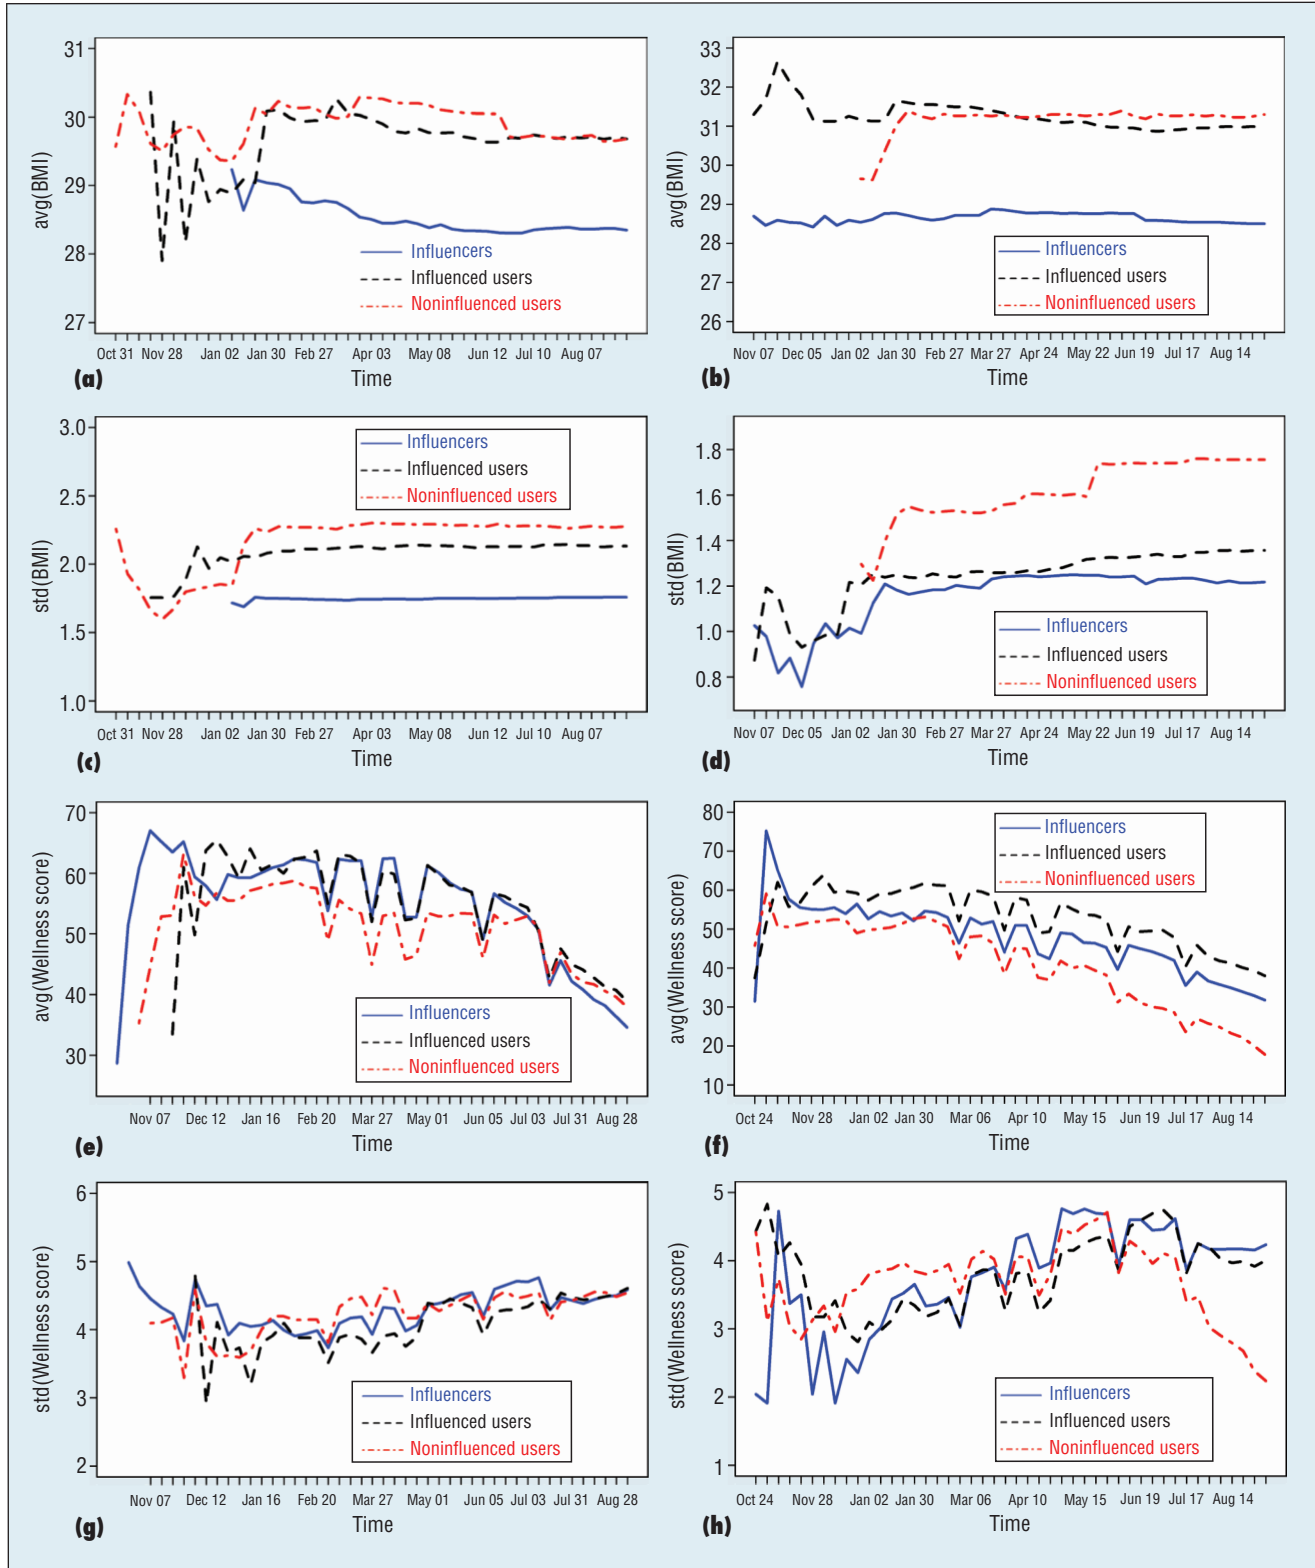 31
30
29
28
27
avg(BMI)
Influencers
Influenced users
Noninfluenced users
Oct 31 Nov 28 Jan 02 Jan 30 Feb 27 Apr 03 May 08 Jun 12 Jul 10 Aug 07
(a)
Time
33
32
31
30
29
28
27
26
avg(BMI)
Influencers
Influenced users
Noninfluenced users
Nov 07 Dec 05 Jan 02 Jan 30 Feb 27 Mar 27 Apr 24 May 22 Jun 19 Jul 17 Aug 14
(b)
Time
3.0
2.5
2.0
1.5
1.0
std(BMI)
Influencers
Influenced users
Noninfluenced users
Oct 31 Nov 28 Jan 02 Jan 30 Feb 27 Apr 03 May 08 Jun 12 Jul 10 Aug 07
(c)
Time
1.8
1.6
1.4
1.2
1.0
0.8
std(BMI)
Influencers
Influenced users
Noninfluenced users
Nov 07 Dec 05 Jan 02 Jan 30 Feb 27 Mar 27 Apr 24 May 22 Jun 19 Jul 17 Aug 14
(d)
Time
70
60
50
40
30
avg(Wellness score)
Influencers
Influenced users
Noninfluenced users
Nov 07 Dec 12 Jan 16 Feb 20 Mar 27 May 01 Jun 05 Jul 03 Jul 31 Aug 28
(e)
Time
80
70
60
50
40
30
20
10
avg(Wellness score)
Influencers
Influenced users
Noninfluenced users
Oct 24 Nov 28 Jan 02 Jan 30 Mar 06 Apr 10 May 15 Jun 19 Jul 17 Aug 14
(f)
Time
6
5
4
3
2
std(Wellness score)
Influencers
Influenced users
Noninfluenced users
Nov 07 Dec 12 Jan 16 Feb 20 Mar 27 May 01 Jun 05 Jul 03 Jul 31 Aug 28
(g)
Time
5
4
3
2
1
std(Wellness score)
Influencers
Influenced users
Noninfluenced users
Oct 24 Nov 28 Jan 02 Jan 30 Mar 06 Apr 10 May 15 Jun 19 Jul 17 Aug 14
(h)
Time